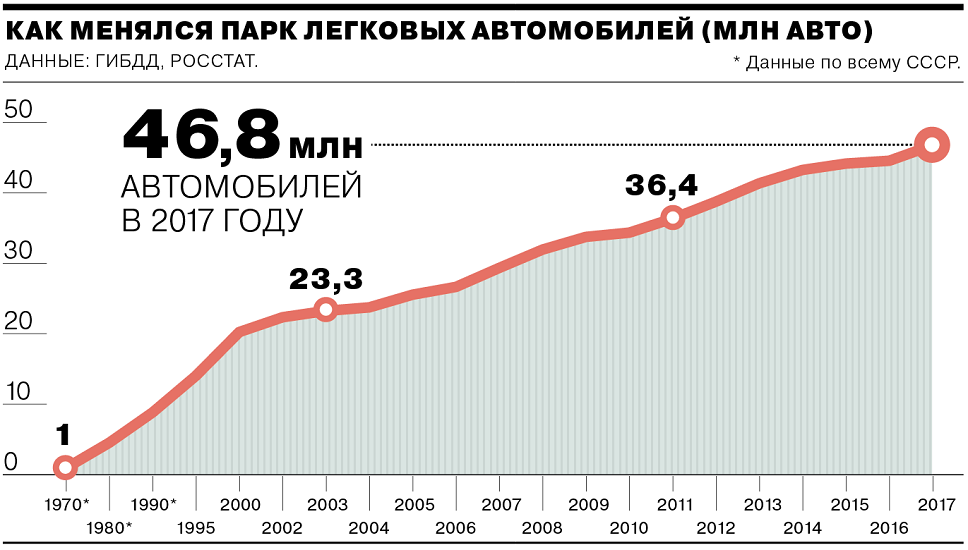 КАК МЕНЯЛСЯ ПАРК ЛЕГКОВЫХ АВТОМОБИЛЕЙ (МЛН АВТО)
ДАННЫЕ: ГИБДД, РОССТАТ.
* Данные по всему СССР.
50
46,8 МЛН
АВТОМОБИЛЕЙ
В 2017 ГОДУ
40
36,4
30
23,3
20
10
1
0
1970* 1990* 2000 2003 2005 2007 2009 2011 2013 2015 2017
1980* 1995 2002 2004 2006 2008 2010 2012 2014 2016